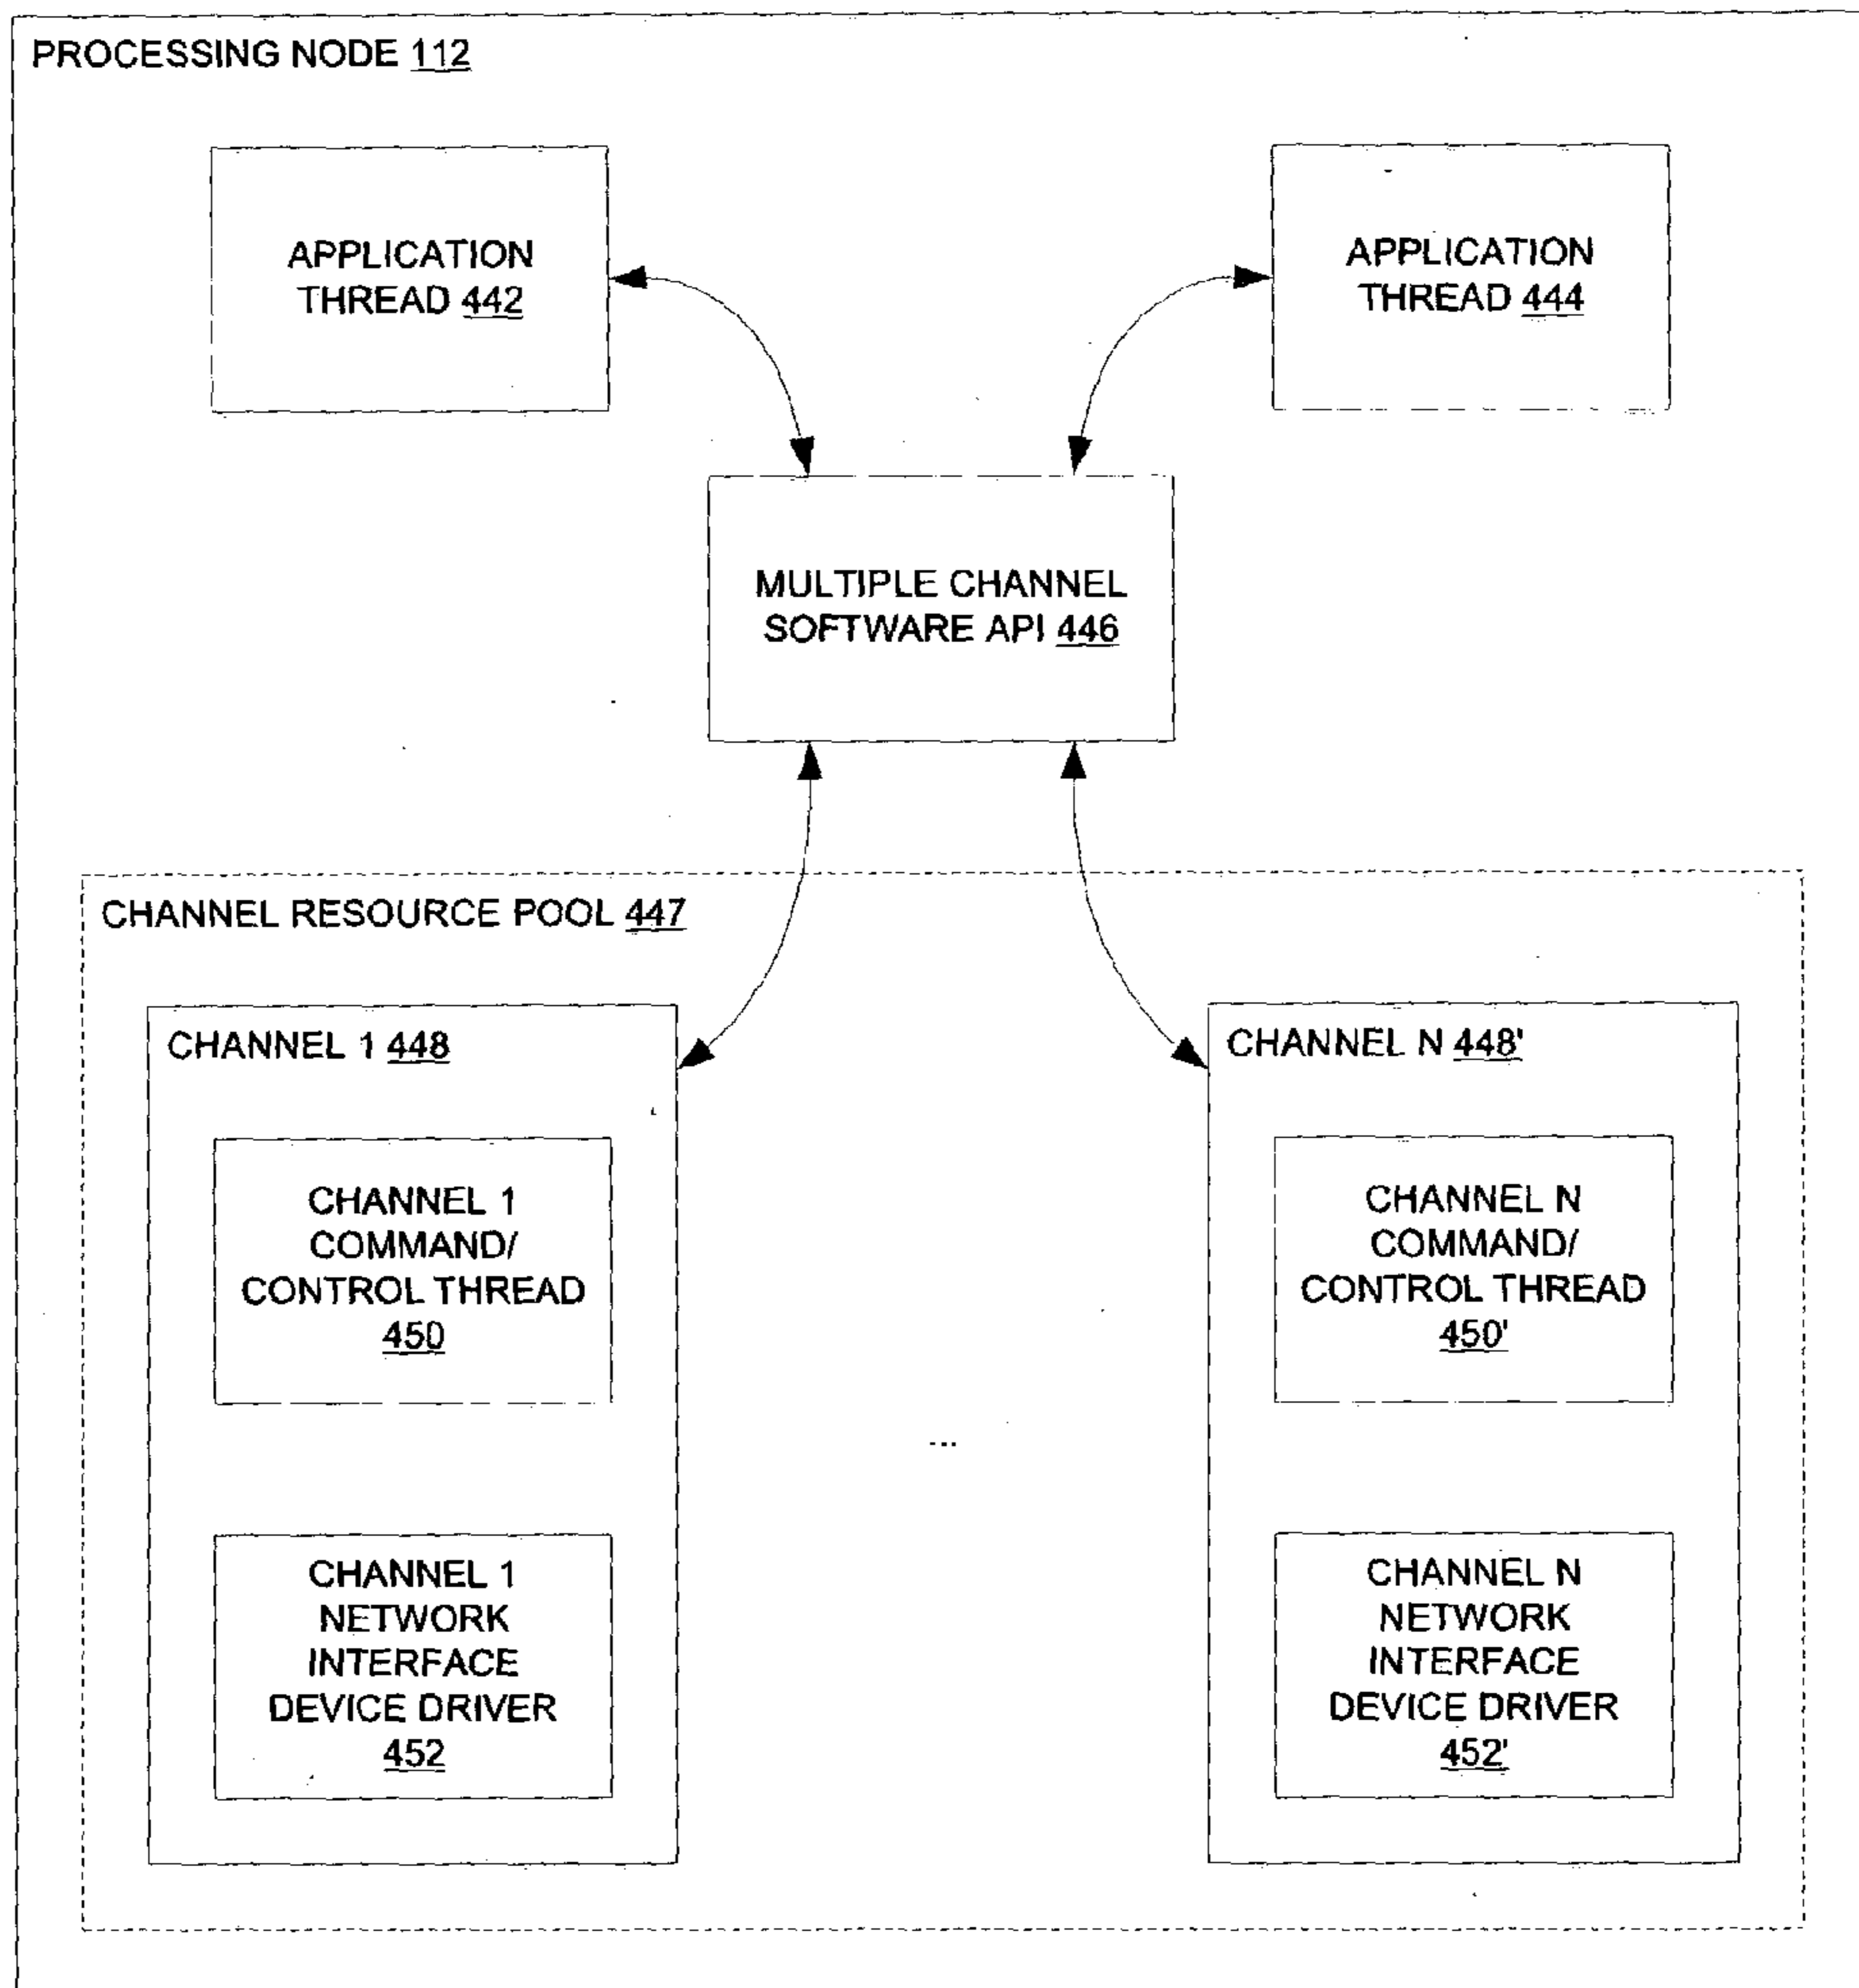 PROCESSING NODE 112
APPLICATION
THREAD 442
APPLICATION
THREAD 444
MULTIPLE CHANNEL
SOFTWARE API 446
CHANNEL RESOURCE POOL 447
CHANNEL 1 448
CHANNEL 1
COMMAND/
CONTROL THREAD
450
CHANNEL 1
NETWORK
INTERFACE
DEVICE DRIVER
452
...
CHANNEL N 448'
CHANNEL N
COMMAND/
CONTROL THREAD
450'
CHANNEL N
NETWORK
INTERFACE
DEVICE DRIVER
452'